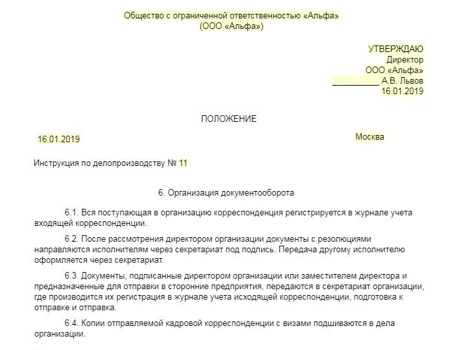 Общество с ограниченной ответственностью «Альфа»
(ООО «Альфа»)
УТВЕРЖДАЮ
Директор
ООО «Альфа»
__________ А.В. Львов
16.01.2019
ПОЛОЖЕНИЕ
16.01.2019
Москва
Инструкция по делопроизводству № 11
6. Организация документооборота
6.1. Вся поступающая в организацию корреспонденция регистрируется в журнале учета
входящей корреспонденции.
6.2. После рассмотрения директором организации документы с резолюциями
направляются исполнителям через секретариат под подпись. Передача другому исполнителю
оформляется через секретариат.
6.3. Документы, подписанные директором организации или заместителем директора и
предназначенные для отправки в сторонние предприятия, передаются в секретариат организации,
где производится их регистрация в журнале учета исходящей корреспонденции, подготовка к
отправке и отправка.
6.4. Копии отправляемой кадровой корреспонденции с визами подшиваются в дела
организации.